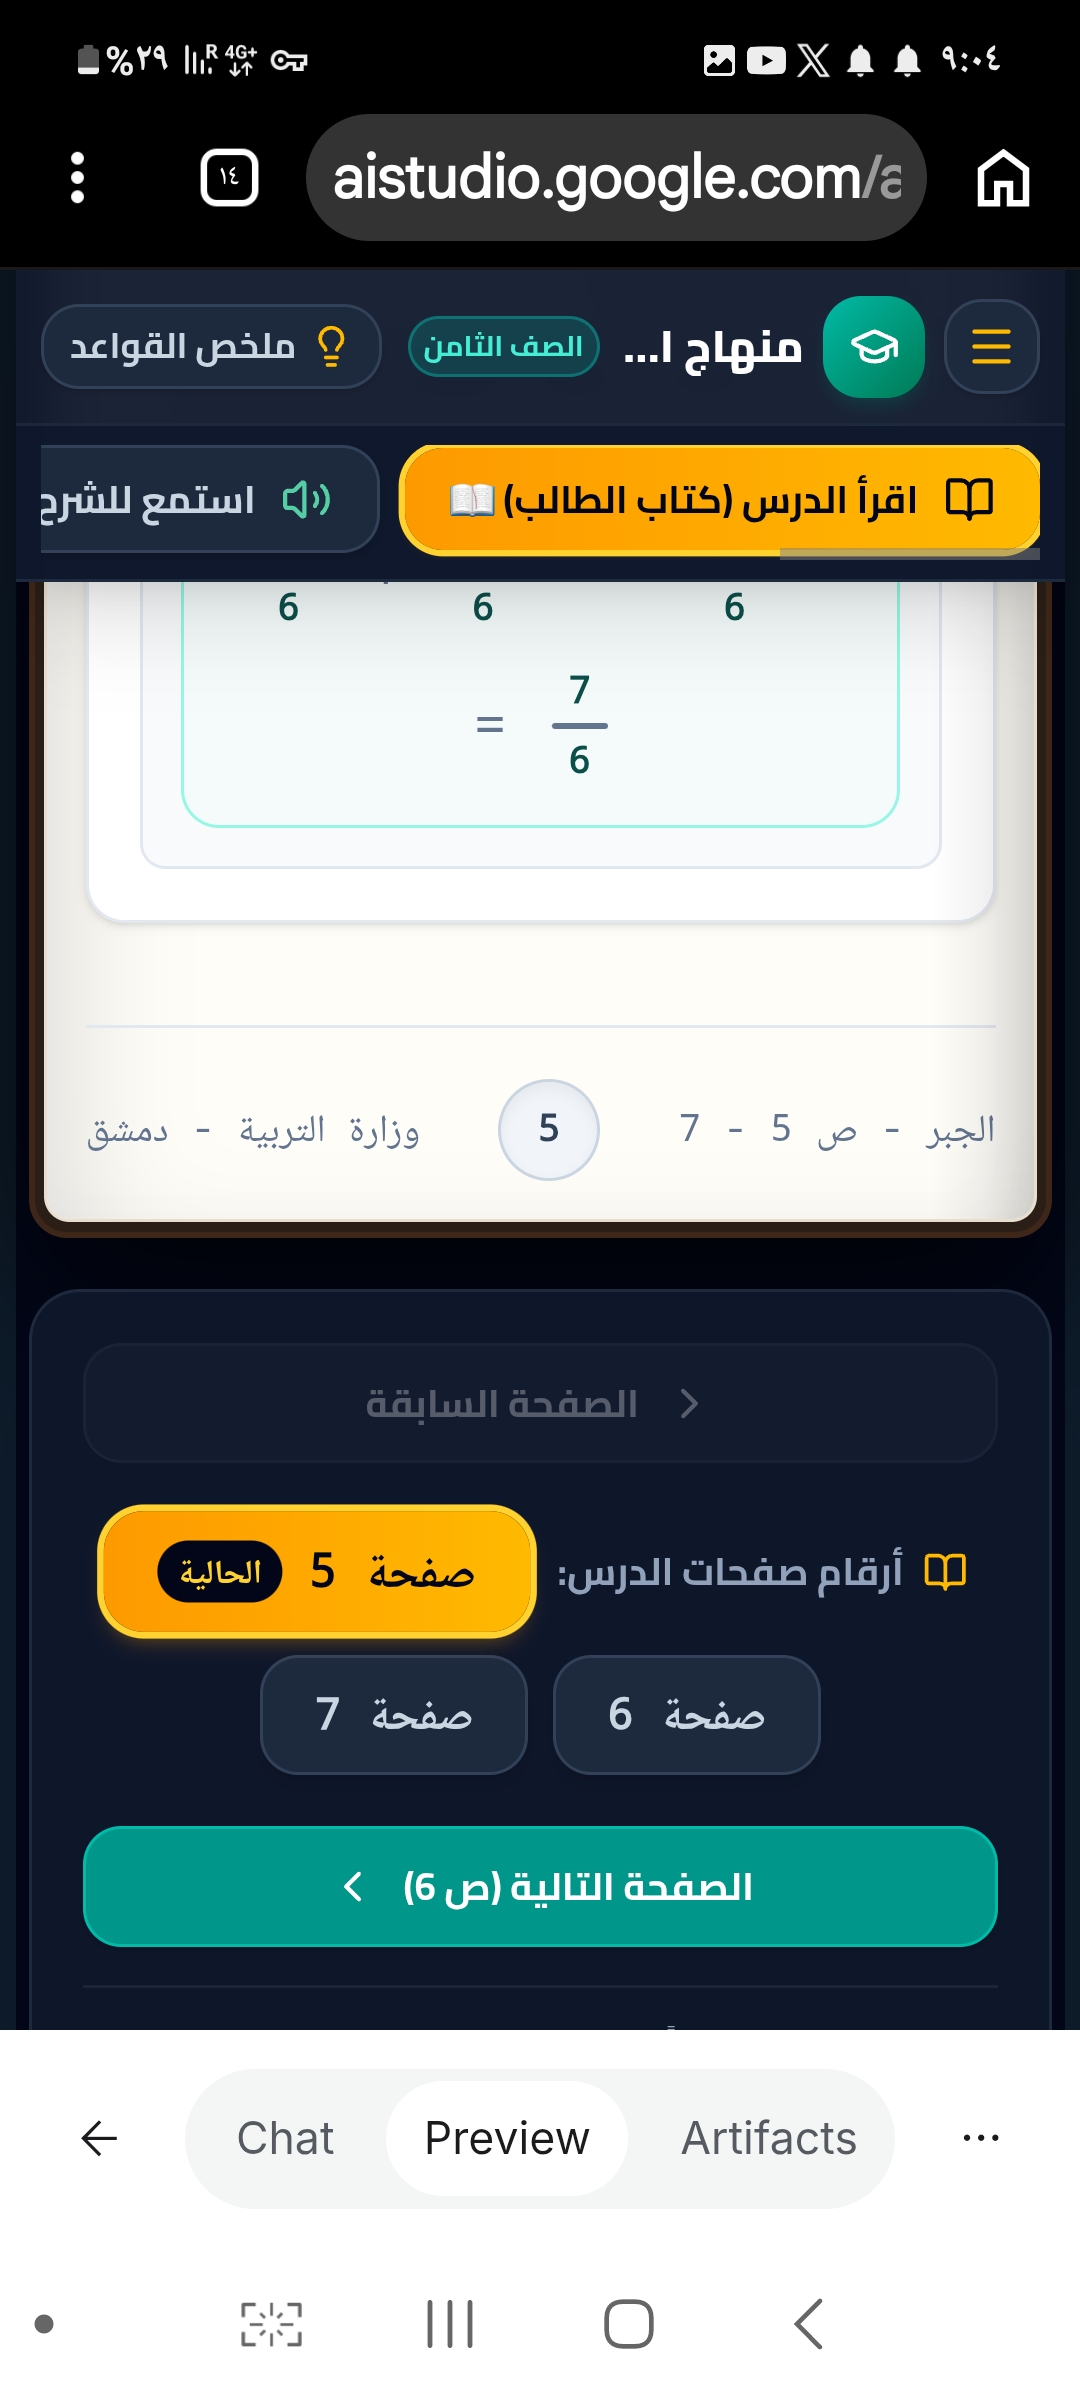 ٩:٠٤ 4G+ R %٢٩
aistudio.google.com/a
١٤
منهاج ا... الصف الثامن ملخص القواعد
اقرأ الدرس (كتاب الطالب) 📖 استمع للشرح
6 6 6
= 7/6
الجبر - ص 5 - 7 5 وزارة التربية - دمشق
الصفحة السابقة
أرقام صفحات الدرس: صفحة 5 الحالية
صفحة 6 صفحة 7
الصفحة التالية (ص 6)
Chat Preview Artifacts